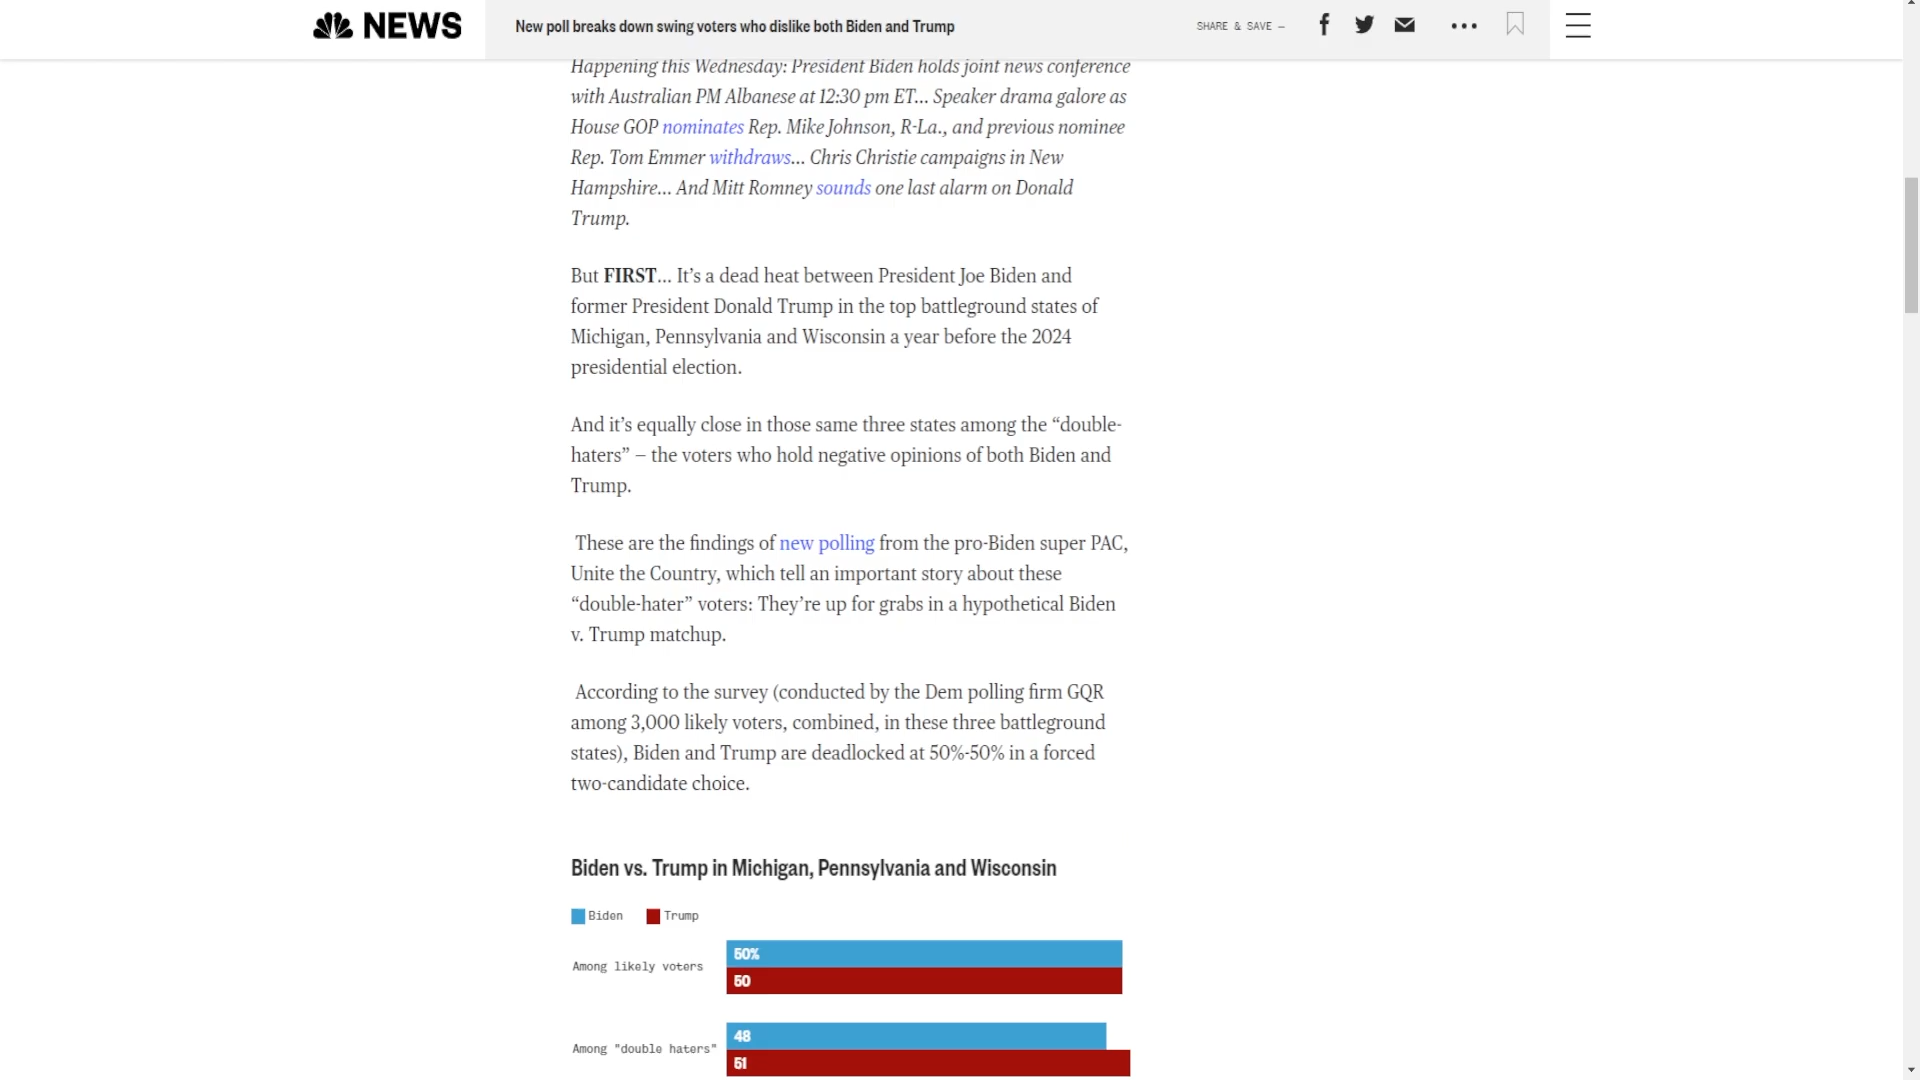 NEWS
New poll breaks down swing voters who dislike both Biden and Trump
SHARE & SAVE —
Happening this Wednesday: President Biden holds joint news conference
with Australian PM Albanese at 12:30 pm ET... Speaker drama galore as
House GOP nominates Rep. Mike Johnson, R-La., and previous nominee
Rep. Tom Emmer withdraws... Chris Christie campaigns in New
Hampshire... And Mitt Romney sounds one last alarm on Donald
Trump.
But FIRST... It’s a dead heat between President Joe Biden and
former President Donald Trump in the top battleground states of
Michigan, Pennsylvania and Wisconsin a year before the 2024
presidential election.
And it’s equally close in those same three states among the “double-
haters” – the voters who hold negative opinions of both Biden and
Trump.
These are the findings of new polling from the pro-Biden super PAC,
Unite the Country, which tell an important story about these
“double-hater” voters: They’re up for grabs in a hypothetical Biden
v. Trump matchup.
According to the survey (conducted by the Dem polling firm GQR
among 3,000 likely voters, combined, in these three battleground
states), Biden and Trump are deadlocked at 50%-50% in a forced
two-candidate choice.
Biden vs. Trump in Michigan, Pennsylvania and Wisconsin
Biden Trump
Among likely voters
50%
50
Among "double haters"
48
51